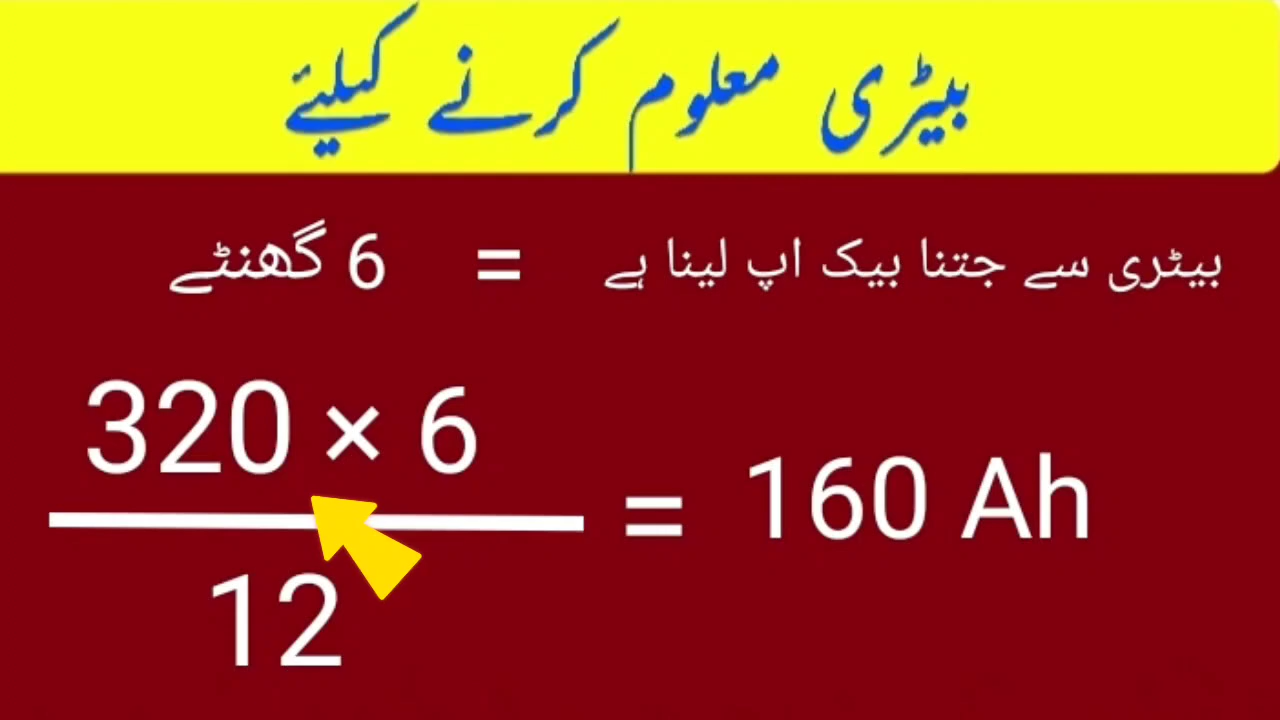 بیٹری معلوم کرنے کیلئے
بیٹری سے جتنا بیک اپ لینا ہے = 6 گھنٹے
320 × 6
12
= 160 Ah